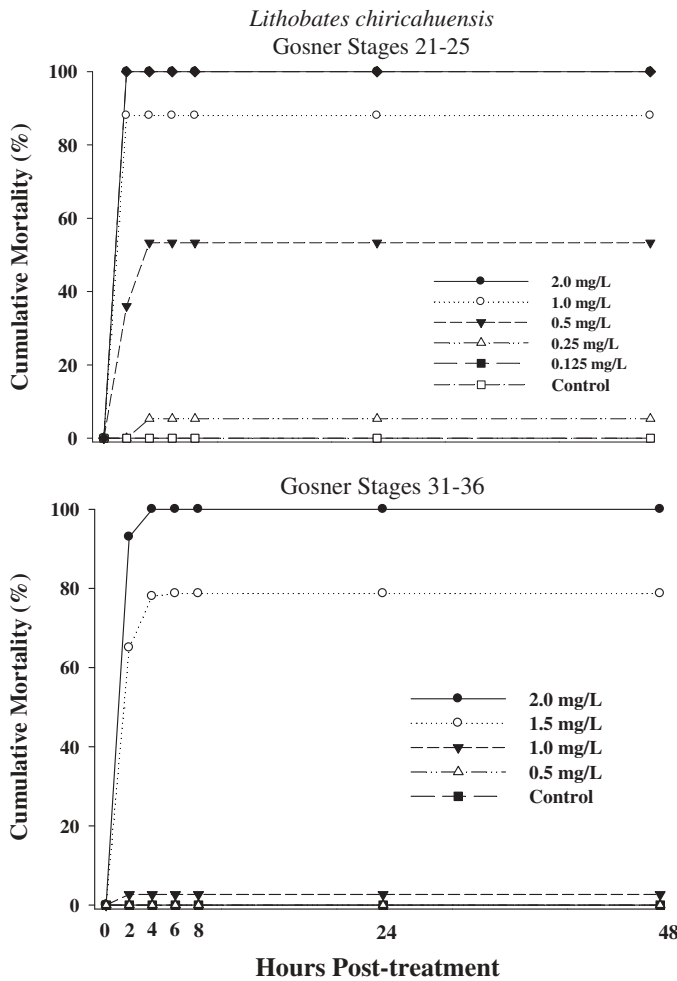 Lithobates chiricahuensis
Gosner Stages 21-25
Cumulative Mortality (%)
100
80
60
40
20
0
2.0 mg/L
1.0 mg/L
0.5 mg/L
0.25 mg/L
0.125 mg/L
Control
Gosner Stages 31-36
Cumulative Mortality (%)
100
80
60
40
20
0
2.0 mg/L
1.5 mg/L
1.0 mg/L
0.5 mg/L
Control
0 2 4 6 8 24 48
Hours Post-treatment